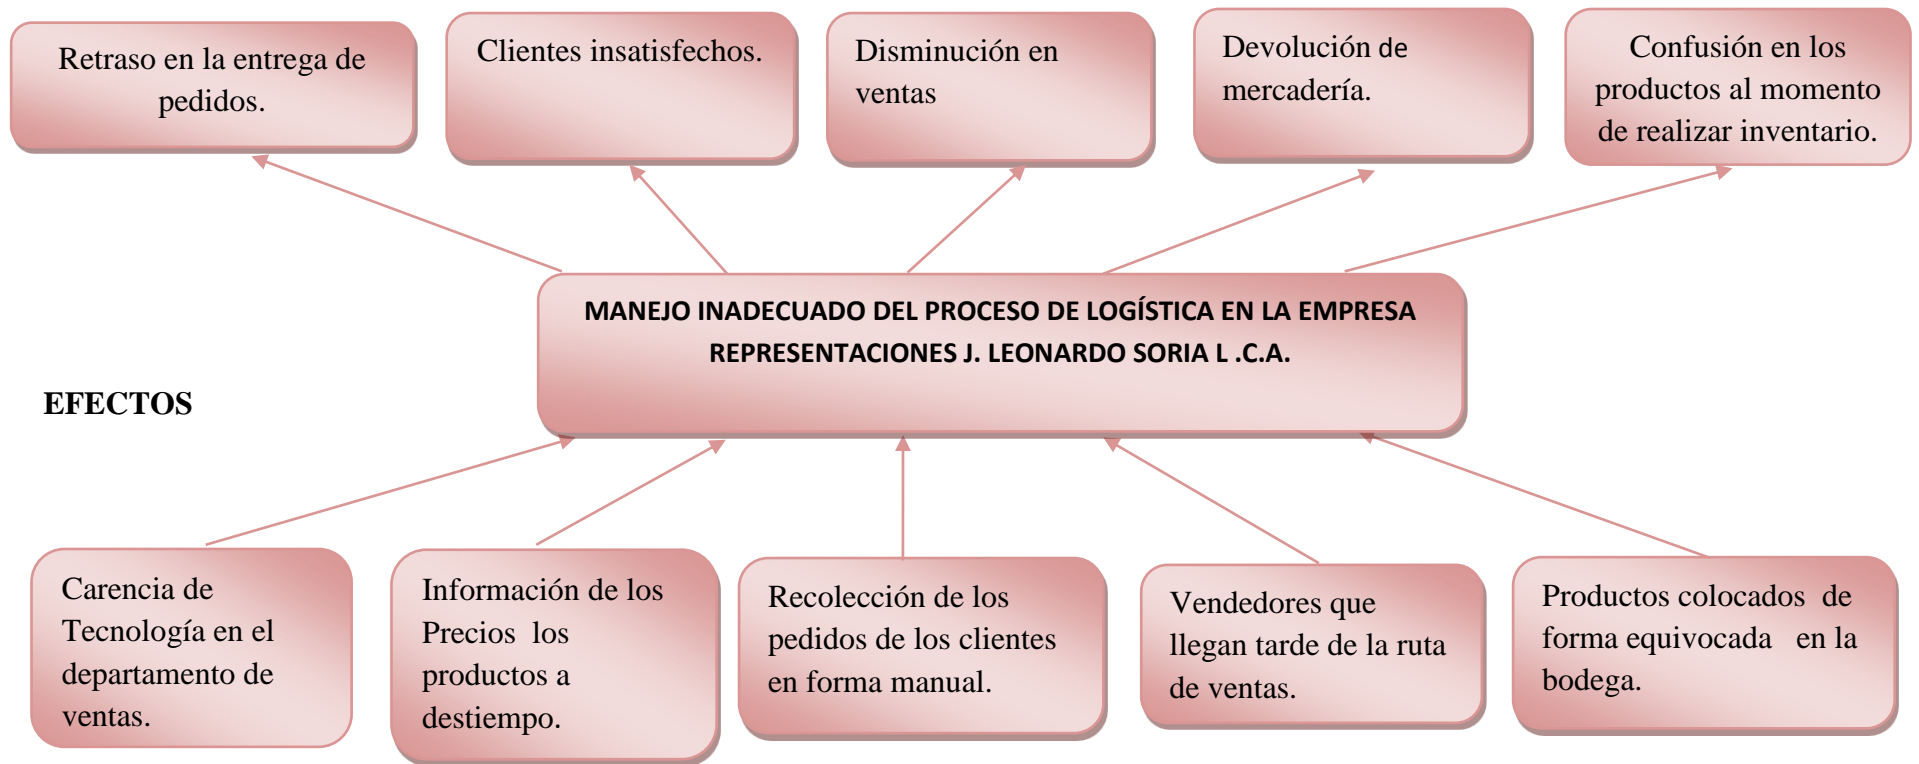 Retraso en la entrega de
pedidos.
Clientes insatisfechos.
Disminución en
ventas
Devolución de
mercadería.
Confusión en los
productos al momento
de realizar inventario.
MANEJO INADECUADO DEL PROCESO DE LOGÍSTICA EN LA EMPRESA
REPRESENTACIONES J. LEONARDO SORIA L .C.A.
EFECTOS
Carencia de
Tecnología en el
departamento de
ventas.
Información de los
Precios  los
productos a
destiempo.
Recolección de los
pedidos de los clientes
en forma manual.
Vendedores que
llegan tarde de la ruta
de ventas.
Productos colocados  de
forma equivocada   en la
bodega.